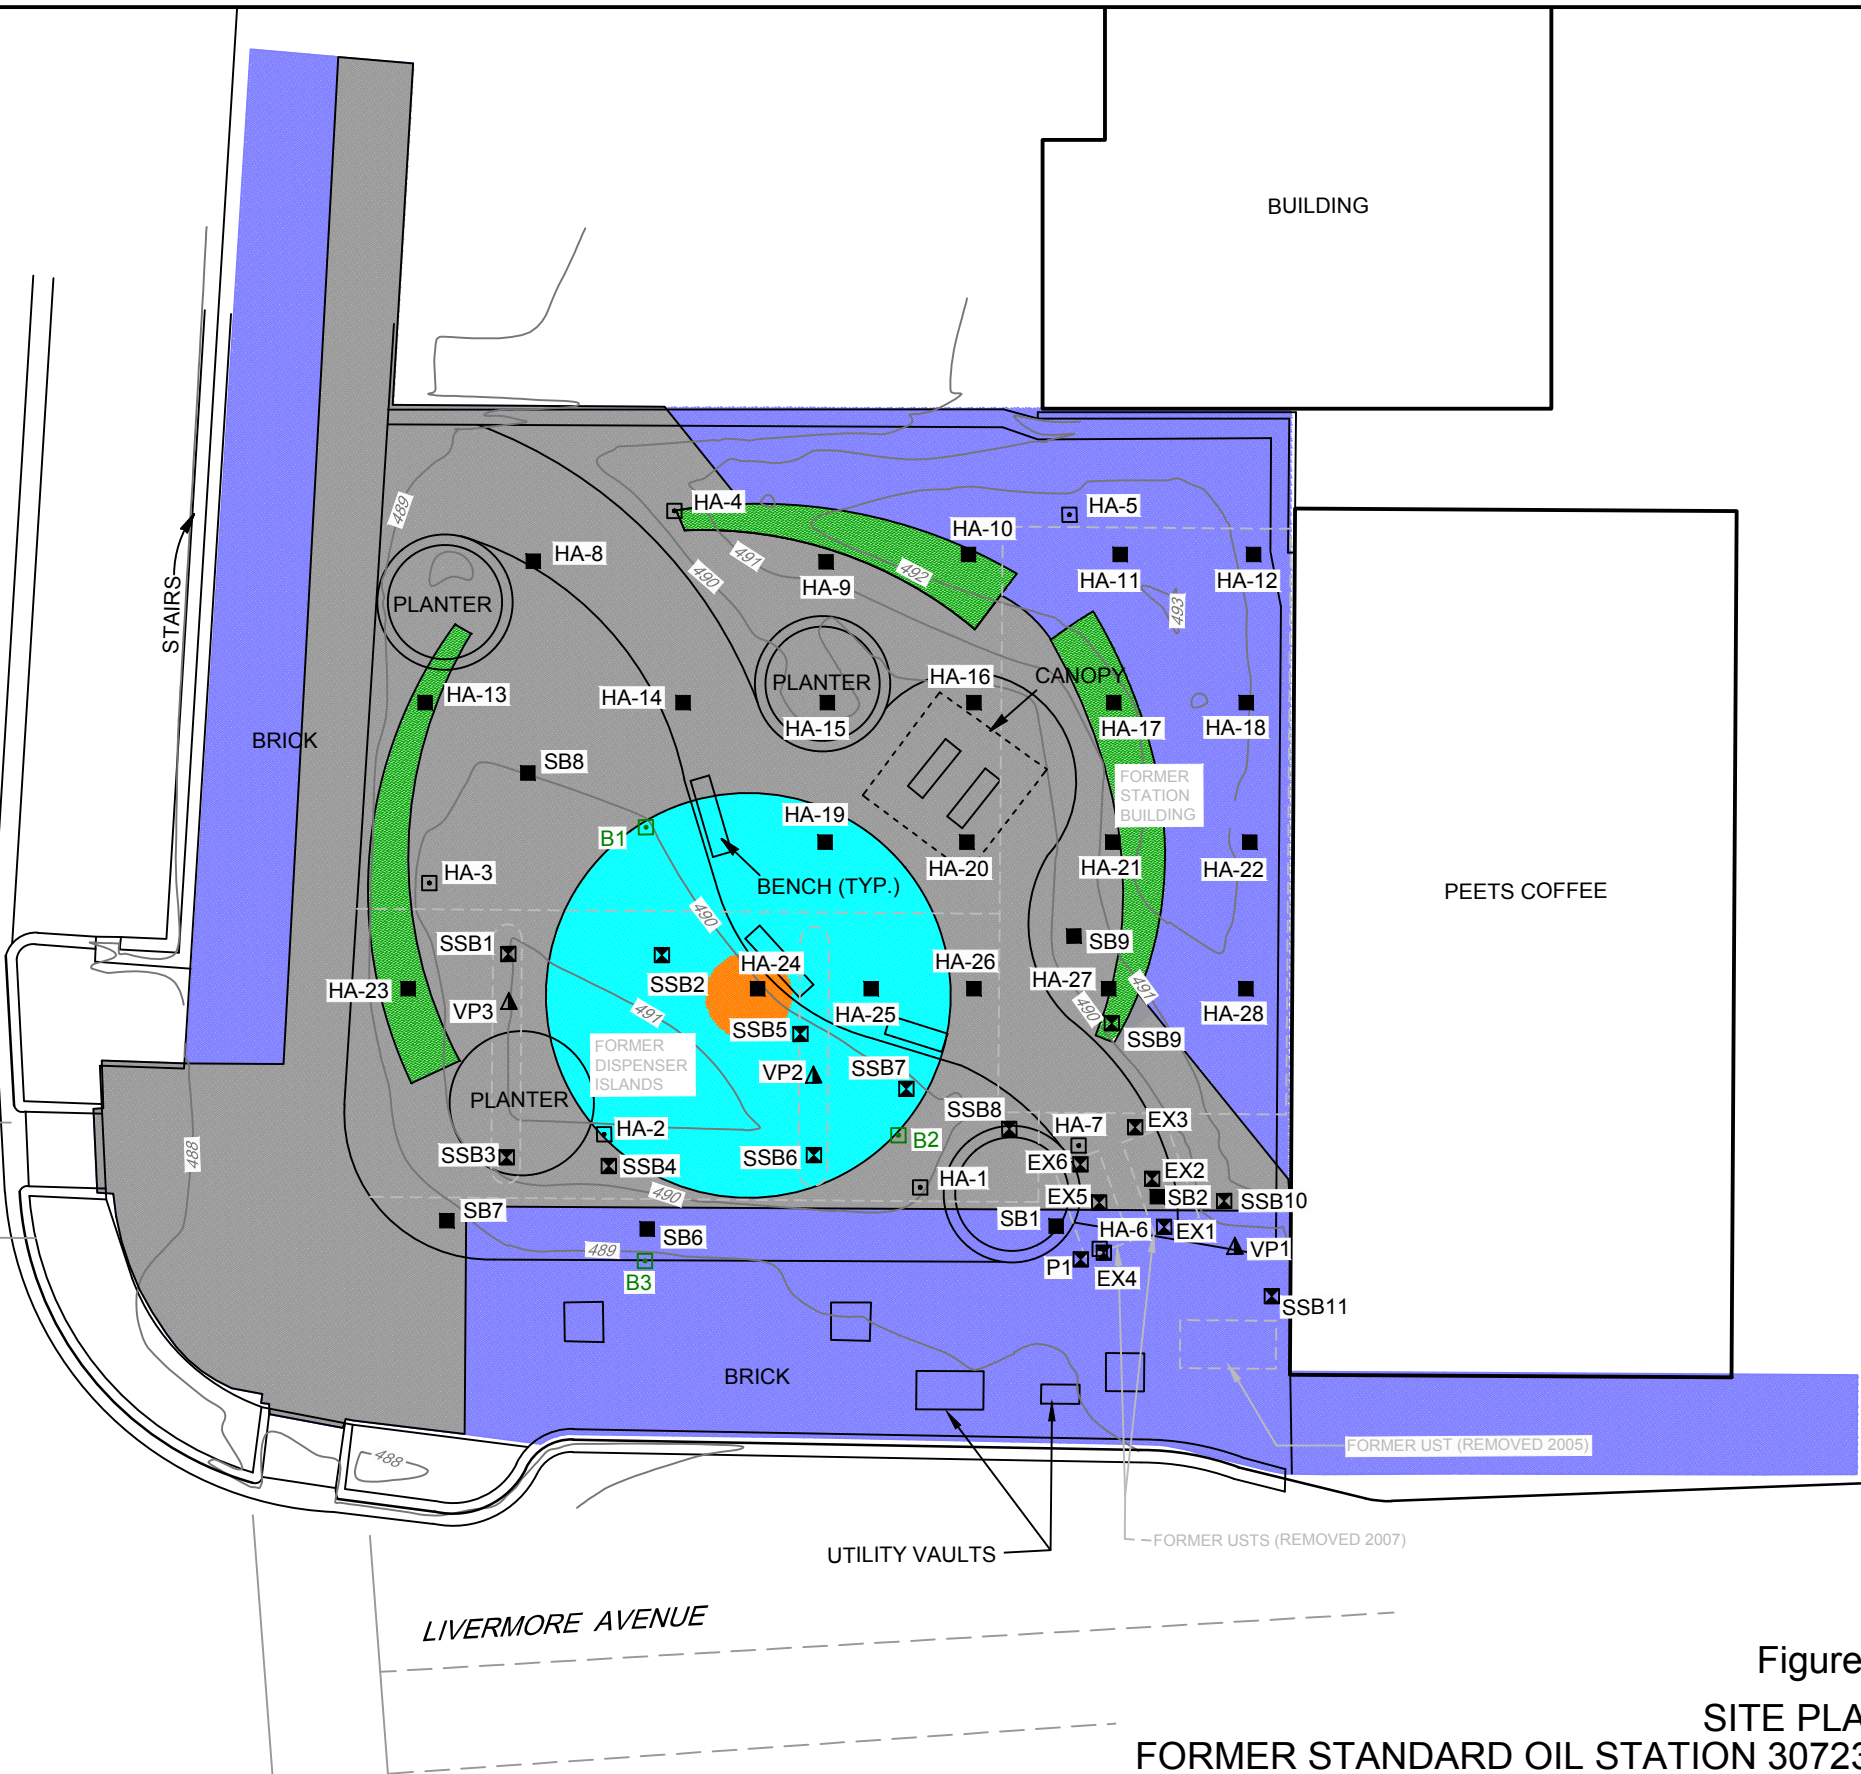 BUILDING
HA-4
HA-5
489
HA-10
HA-8
491
HA-9
490
492
HA-11
HA-12
STAIRS
PLANTER
493
CANOPY
HA-13
HA-14
PLANTER
HA-15
HA-16
HA-17
HA-18
BRICK
SB8
FORMER
STATION
BUILDING
HA-19
B1
HA-3
BENCH (TYP.)
HA-20
HA-21
HA-22
PEETS COFFEE
490
SSB1
SB9
HA-24
HA-26
SSB2
HA-27
HA-23
491
VP3
491
HA-25
490
HA-28
SSB5
SSB9
FORMER
DISPENSER
ISLANDS
VP2
SSB7
PLANTER
SSB8
HA-7
EX3
HA-2
B2
488
SSB3
SSB4
SSB6
EX6
EX2
HA-1
490
EX5
SB2
SSB10
SB7
SB1
SB6
HA-6
EX1
489
VP1
B3
P1
EX4
SSB11
BRICK
FORMER UST (REMOVED 2005)
488
FORMER USTS (REMOVED 2007)
UTILITY VAULTS
LIVERMORE AVENUE
Figure
SITE PLA
FORMER STANDARD OIL STATION 30723